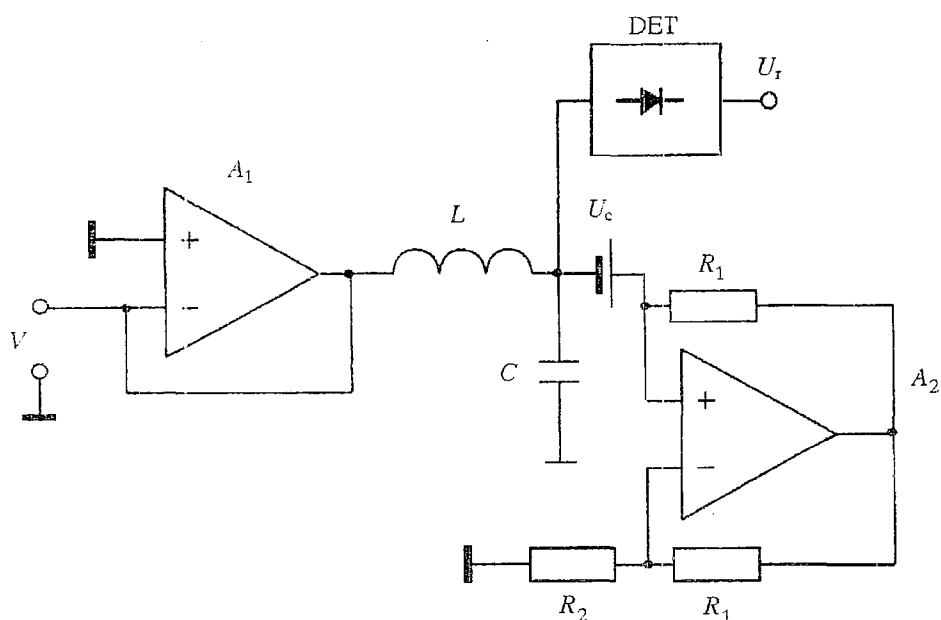 DET
U_r
A_1
L
U_c
R_1
+
-
V
C
A_2
+
-
R_2
R_1